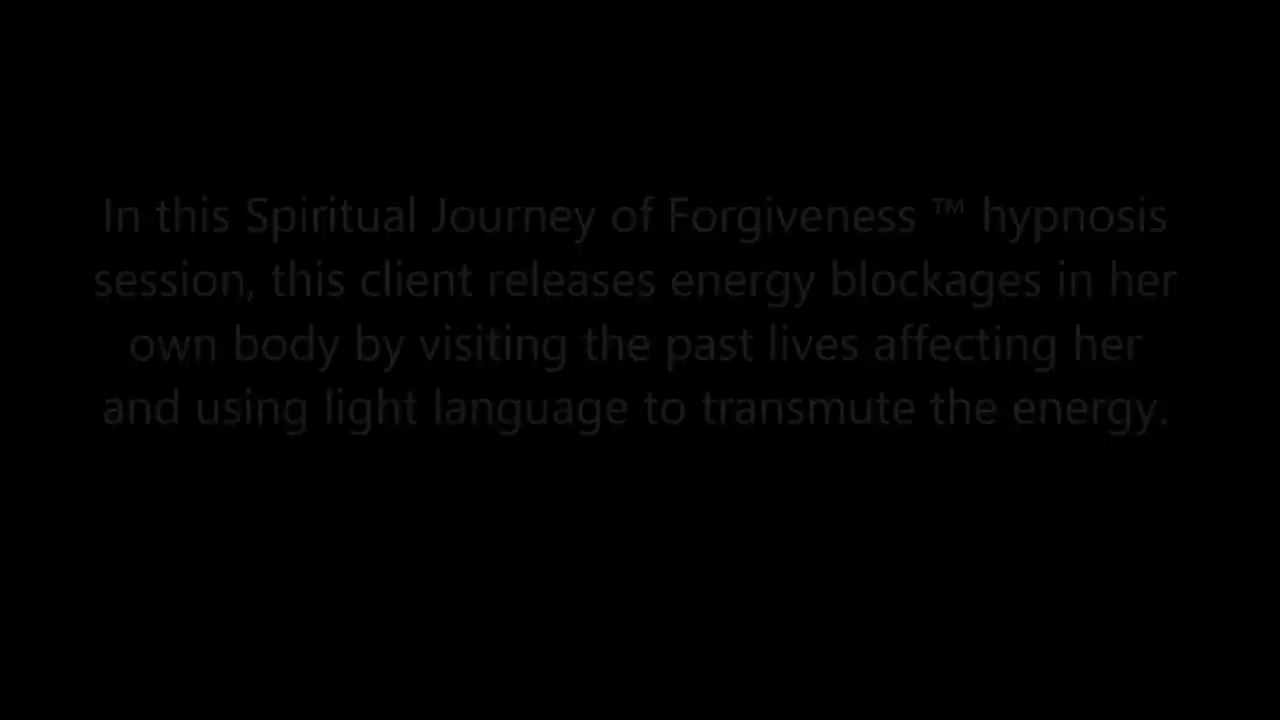 In this Spiritual Journey of Forgiveness ™ hypnosis
session, this client releases energy blockages in her
own body by visiting the past lives affecting her
and using light language to transmute the energy.